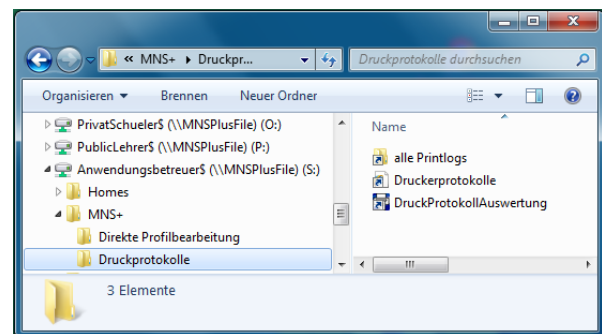 « MNS+ ▸ Druckpr...
Druckprotokolle durchsuchen
Organisieren Brennen Neuer Ordner
PrivatSchueler$ (\\MNSPlusFile) (O:)
PublicLehrer$ (\\MNSPlusFile) (P:)
Anwendungsbetreuer$ (\\MNSPlusFile) (S:)
Homes
MNS+
Direkte Profilbearbeitung
Druckprotokolle
Name
alle Printlogs
Druckerprotokolle
DruckProtokollAuswertung
3 Elemente